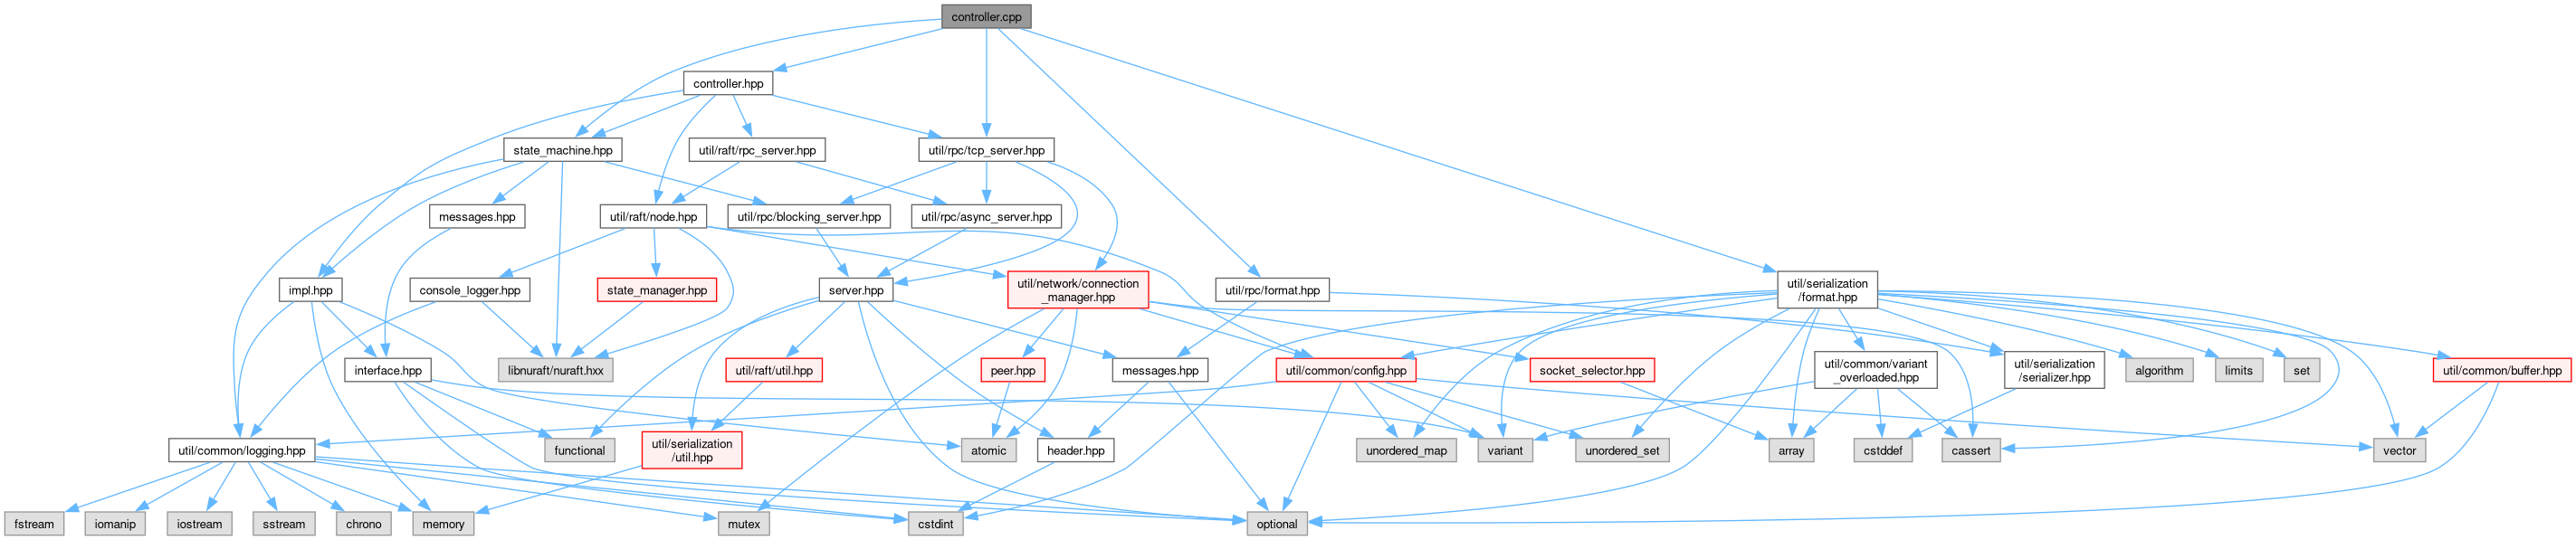 controller.cpp
controller.hpp
state_machine.hpp
util/raft/rpc_server.hpp
util/rpc/tcp_server.hpp
messages.hpp
util/raft/node.hpp
util/rpc/blocking_server.hpp
util/rpc/async_server.hpp
impl.hpp
console_logger.hpp
state_manager.hpp
server.hpp
util/network/connection
_manager.hpp
util/rpc/format.hpp
util/serialization
/format.hpp
libnuraft/nuraft.hxx
interface.hpp
util/raft/util.hpp
peer.hpp
messages.hpp
util/common/config.hpp
socket_selector.hpp
util/common/variant
_overloaded.hpp
util/serialization
/serializer.hpp
algorithm
limits
set
util/common/buffer.hpp
util/common/logging.hpp
functional
util/serialization
/util.hpp
atomic
header.hpp
unordered_map
variant
unordered_set
array
cstddef
cassert
vector
fstream
iomanip
iostream
sstream
chrono
memory
mutex
cstdint
optional